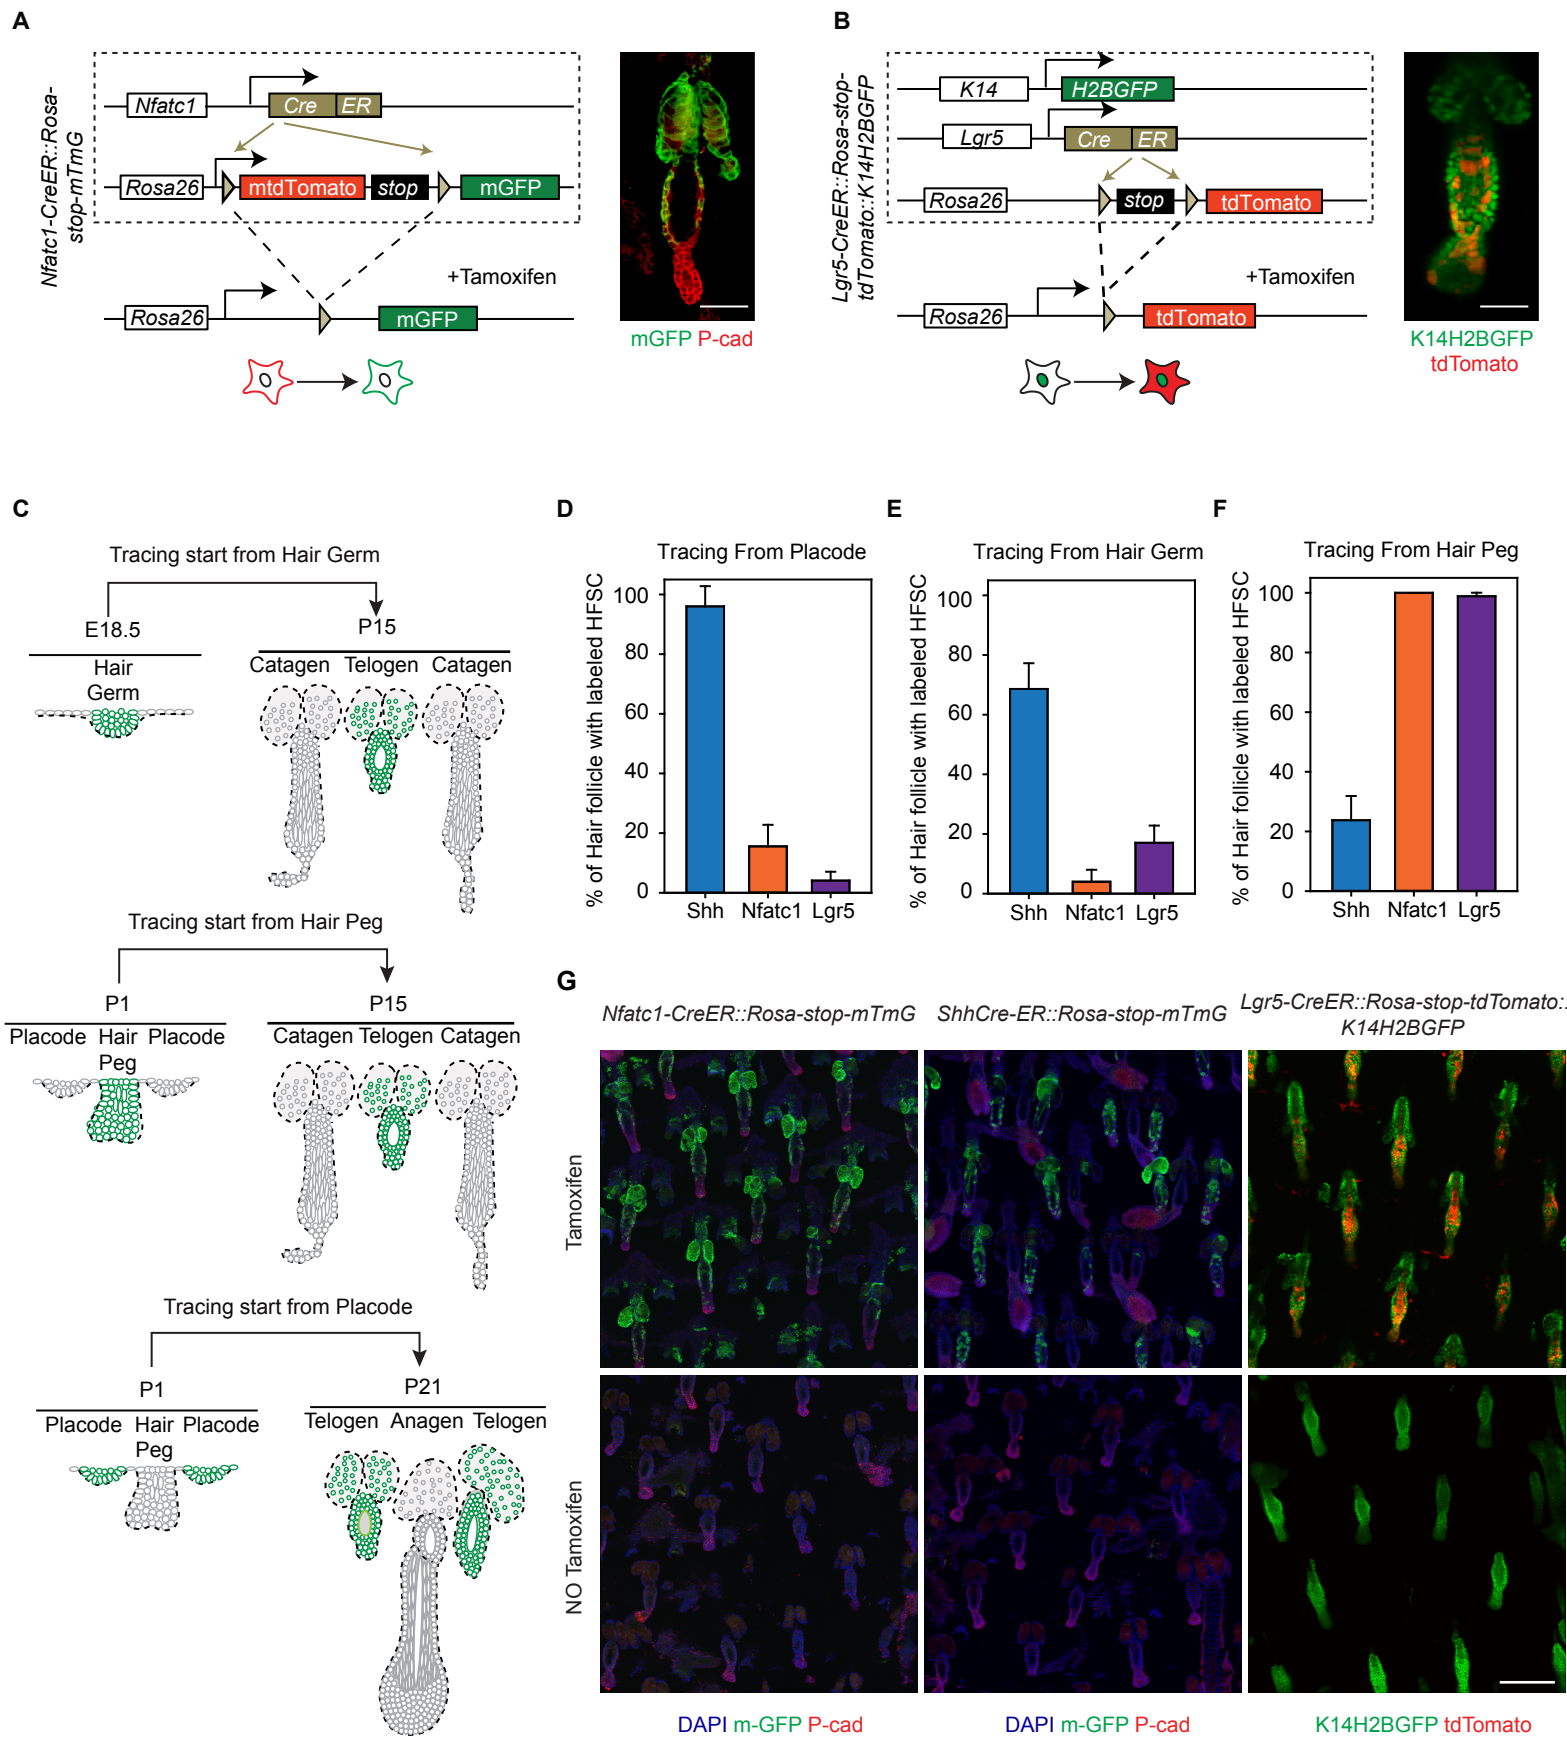 A
Nfatc1-CreER::Rosa-
stop-mTmG
Nfatc1
Cre ER
Rosa26 mtdTomato stop mGFP
+Tamoxifen
Rosa26 mGFP
mGFP P-cad
B
Lgr5-CreER::Rosa-stop-
tdTomato::K14H2BGFP
K14 H2BGFP
Lgr5 Cre ER
Rosa26 stop tdTomato
+Tamoxifen
Rosa26 tdTomato
K14H2BGFP
tdTomato
C
Tracing start from Hair Germ
E18.5 P15
Hair
Germ
Catagen Telogen Catagen
Tracing start from Hair Peg
P1 P15
Placode Hair Placode
Peg
Catagen Telogen Catagen
Tracing start from Placode
P1 P21
Placode Hair Placode
Peg
Telogen Anagen Telogen
D
Tracing From Placode
% of Hair follicle with labeled HFSC
100
80
60
40
20
0
Shh Nfatc1 Lgr5
E
Tracing From Hair Germ
% of Hair follicle with labeled HFSC
100
80
60
40
20
0
Shh Nfatc1 Lgr5
F
Tracing From Hair Peg
% of Hair follicle with labeled HFSC
100
80
60
40
20
0
Shh Nfatc1 Lgr5
G
Nfatc1-CreER::Rosa-stop-mTmG
ShhCre-ER::Rosa-stop-mTmG
Lgr5-CreER::Rosa-stop-tdTomato::
K14H2BGFP
Tamoxifen
NO Tamoxifen
DAPI m-GFP P-cad
DAPI m-GFP P-cad
K14H2BGFP tdTomato